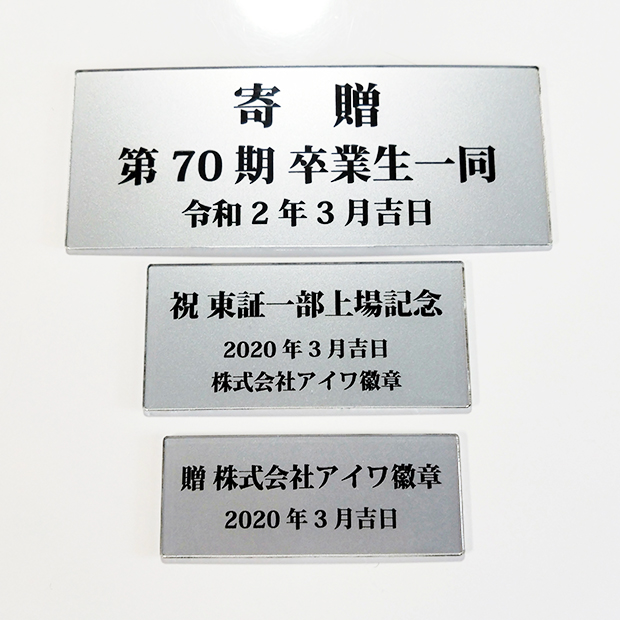 寄　贈
第 70 期 卒業生一同
令和 2 年 3 月吉日
祝 東証一部上場記念
2020 年 3 月吉日
株式会社アイワ徽章
贈 株式会社アイワ徽章
2020 年 3 月吉日